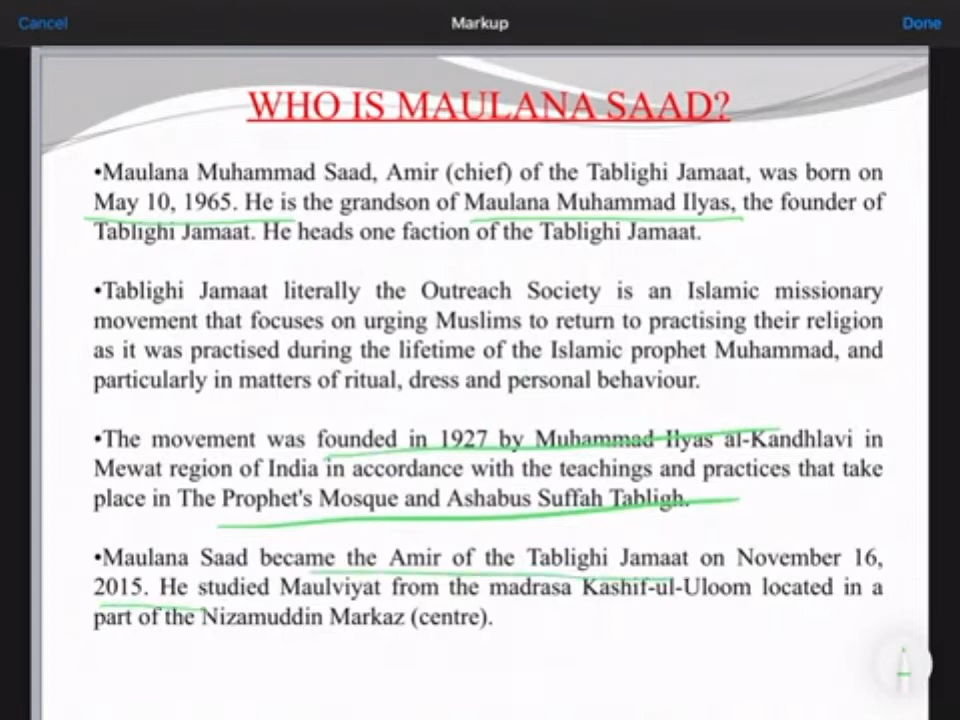 Cancel
Markup
Done
WHO IS MAULANA SAAD?
•Maulana Muhammad Saad, Amir (chief) of the Tablighi Jamaat, was born on
May 10, 1965. He is the grandson of Maulana Muhammad Ilyas, the founder of
Tablighi Jamaat. He heads one faction of the Tablighi Jamaat.
•Tablighi Jamaat literally the Outreach Society is an Islamic missionary
movement that focuses on urging Muslims to return to practising their religion
as it was practised during the lifetime of the Islamic prophet Muhammad, and
particularly in matters of ritual, dress and personal behaviour.
•The movement was founded in 1927 by Muhammad Ilyas al-Kandhlavi in
Mewat region of India in accordance with the teachings and practices that take
place in The Prophet's Mosque and Ashabus Suffah Tabligh.
•Maulana Saad became the Amir of the Tablighi Jamaat on November 16,
2015. He studied Maulviyat from the madrasa Kashif-ul-Uloom located in a
part of the Nizamuddin Markaz (centre).